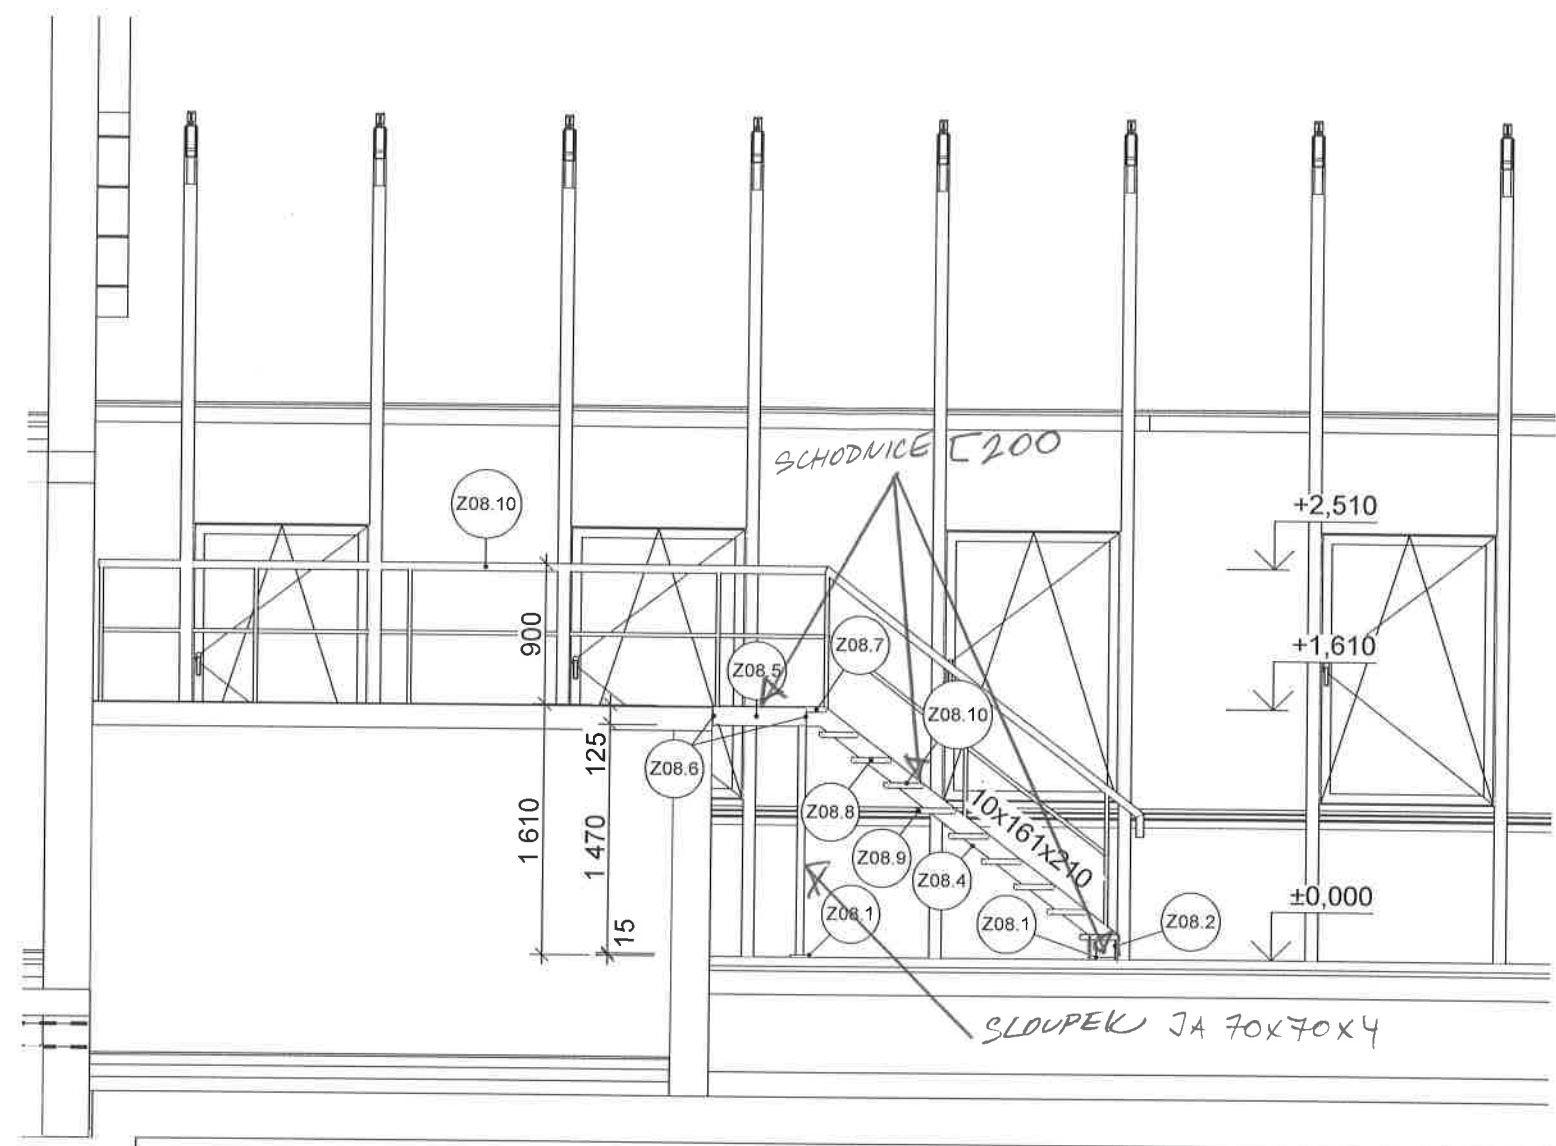 SCHODNICE [200
Z08.10
+2,510
900
Z08.7
+1,610
Z08.5
Z08.10
125
Z08.6
1 610
1 470
Z08.8
10x161x210
Z08.9
Z08.4
±0,000
Z08.1
Z08.1
Z08.2
15
SLOUPEK JA 70x70x4